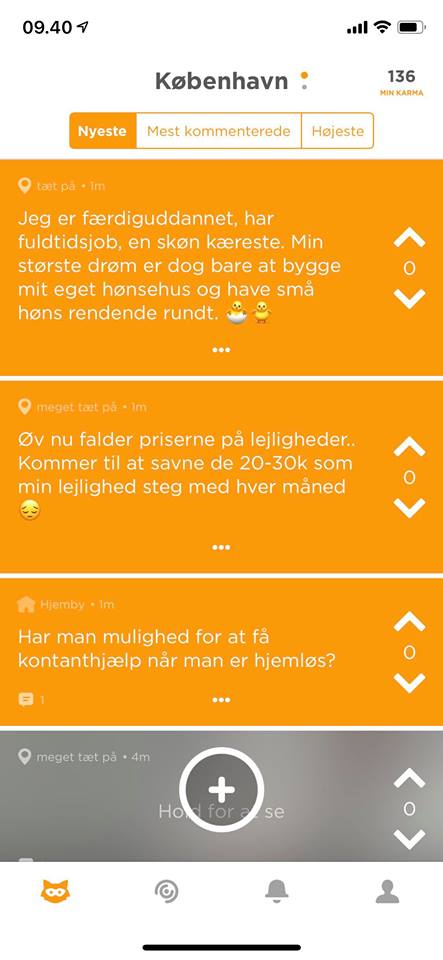 09.40
København
136
MIN KARMA
Nyeste
Mest kommenterede
Højeste
tæt på • 1m
Jeg er færdiguddannet, har
fuldtidsjob, en skøn kæreste. Min
største drøm er dog bare at bygge
mit eget hønsehus og have små
høns rendende rundt. 🐣🐥
0
meget tæt på • 1m
Øv nu falder priserne på lejligheder..
Kommer til at savne de 20-30k som
min lejlighed steg med hver måned
😔
0
Hjemby • 1m
Har man mulighed for at få
kontanthjælp når man er hjemløs?
0
1
meget tæt på • 4m
Hold for at se
0